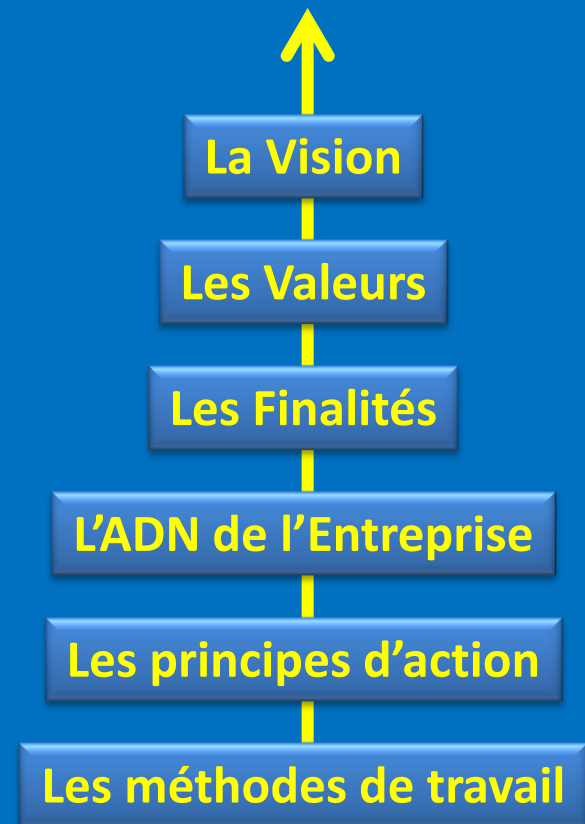 La Vision
Les Valeurs
Les Finalités
L’ADN de l’Entreprise
Les principes d’action
Les méthodes de travail